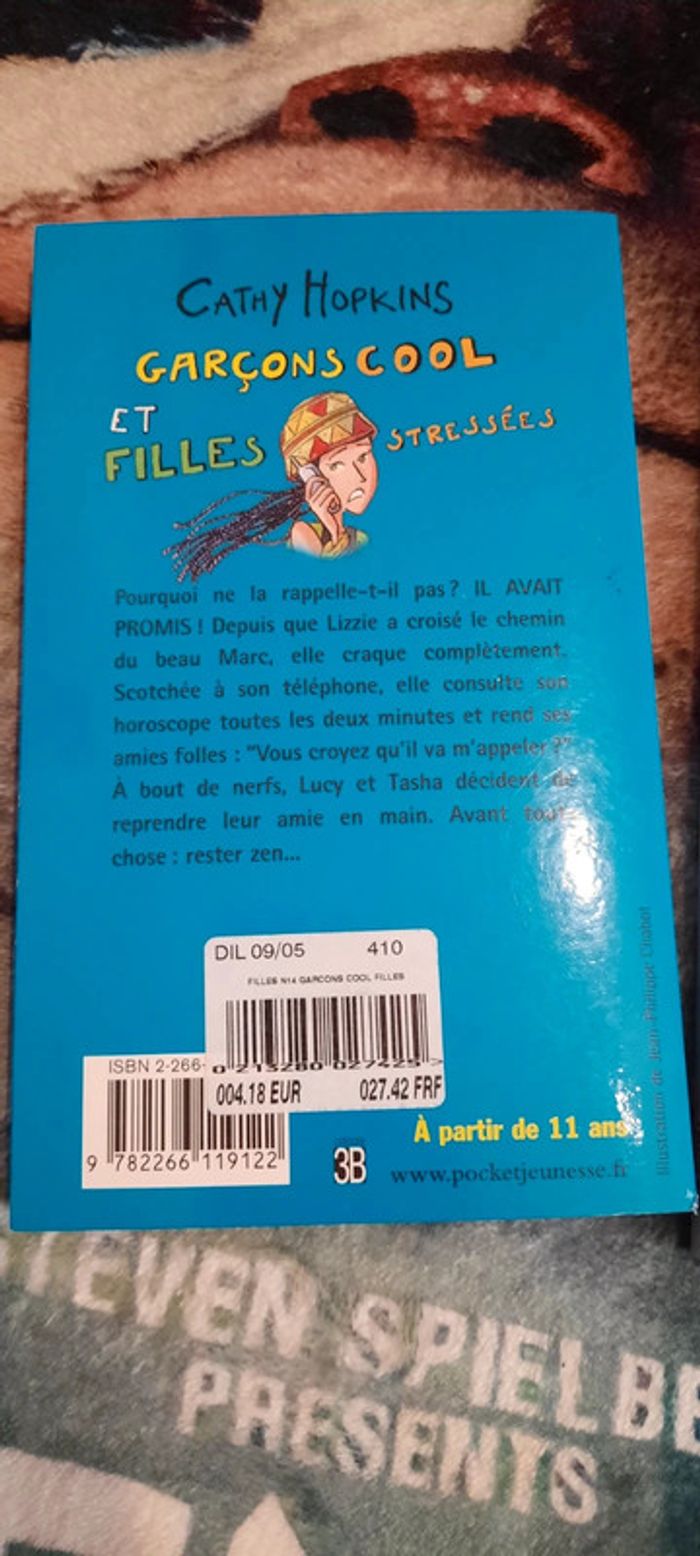 CATHY HOPKINS
GARÇONS COOL
ET
FILLES STRESSÉES
Pourquoi ne la rappelle-t-il pas ? IL AVAIT
PROMIS ! Depuis que Lizzie a croisé le chemin
du beau Marc, elle craque complètement.
Scotchée à son téléphone, elle consulte son
horoscope toutes les deux minutes et rend ses
amies folles : "Vous croyez qu'il va m'appeler ?"
À bout de nerfs, Lucy et Tasha décident de
reprendre leur amie en main. Avant toute
chose : rester zen...
DIL 09/05 410
FILLES N14 GARCONS COOL FILLES
ISBN 2-266-
0 213280 027425 >
004.18 EUR 027.42 FRF
9 782266 119122
À partir de 11 ans
3B
www.pocketjeunesse.fr
Illustration de Jean-Philippe Chabot
STEVEN SPIELBE
PRESENTS